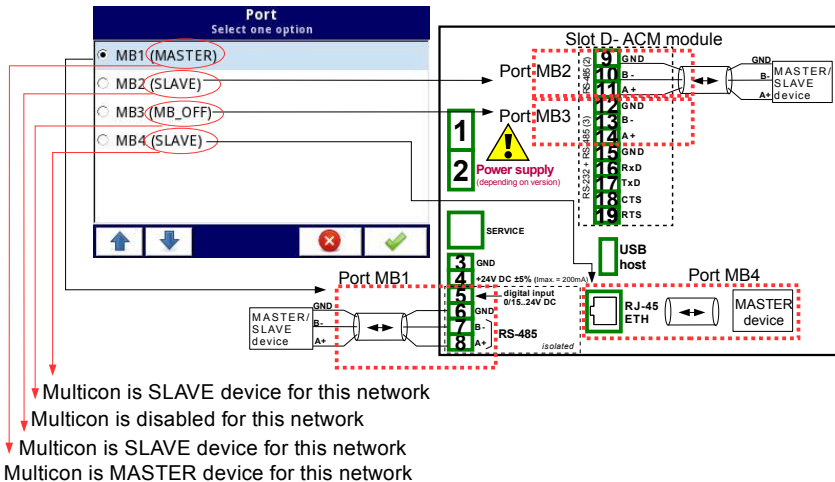 Port
Select one option
MB1 (MASTER)
MB2 (SLAVE)
MB3 (MB_OFF)
MB4 (SLAVE)
Slot D- ACM module
Port MB2
RS-485 (2)
9 GND
10 B-
11 A+
GND
B-
A+
MASTER/
SLAVE
device
Port MB3
RS-232 + RS-485 (3)
12 GND
13 B-
14 A+
15 GND
16 RxD
17 TxD
18 CTS
19 RTS
1
2
Power supply
(depending on version)
SERVICE
USB
host
3 GND
4 +24V DC ±5% (Imax. = 200mA)
5 digital input
0/15..24V DC
6 GND
7 B-
8 A+
RS-485
isolated
Port MB1
MASTER/
SLAVE
device
GND
B-
A+
Port MB4
RJ-45
ETH
MASTER
device
Multicon is SLAVE device for this network
Multicon is disabled for this network
Multicon is SLAVE device for this network
Multicon is MASTER device for this network